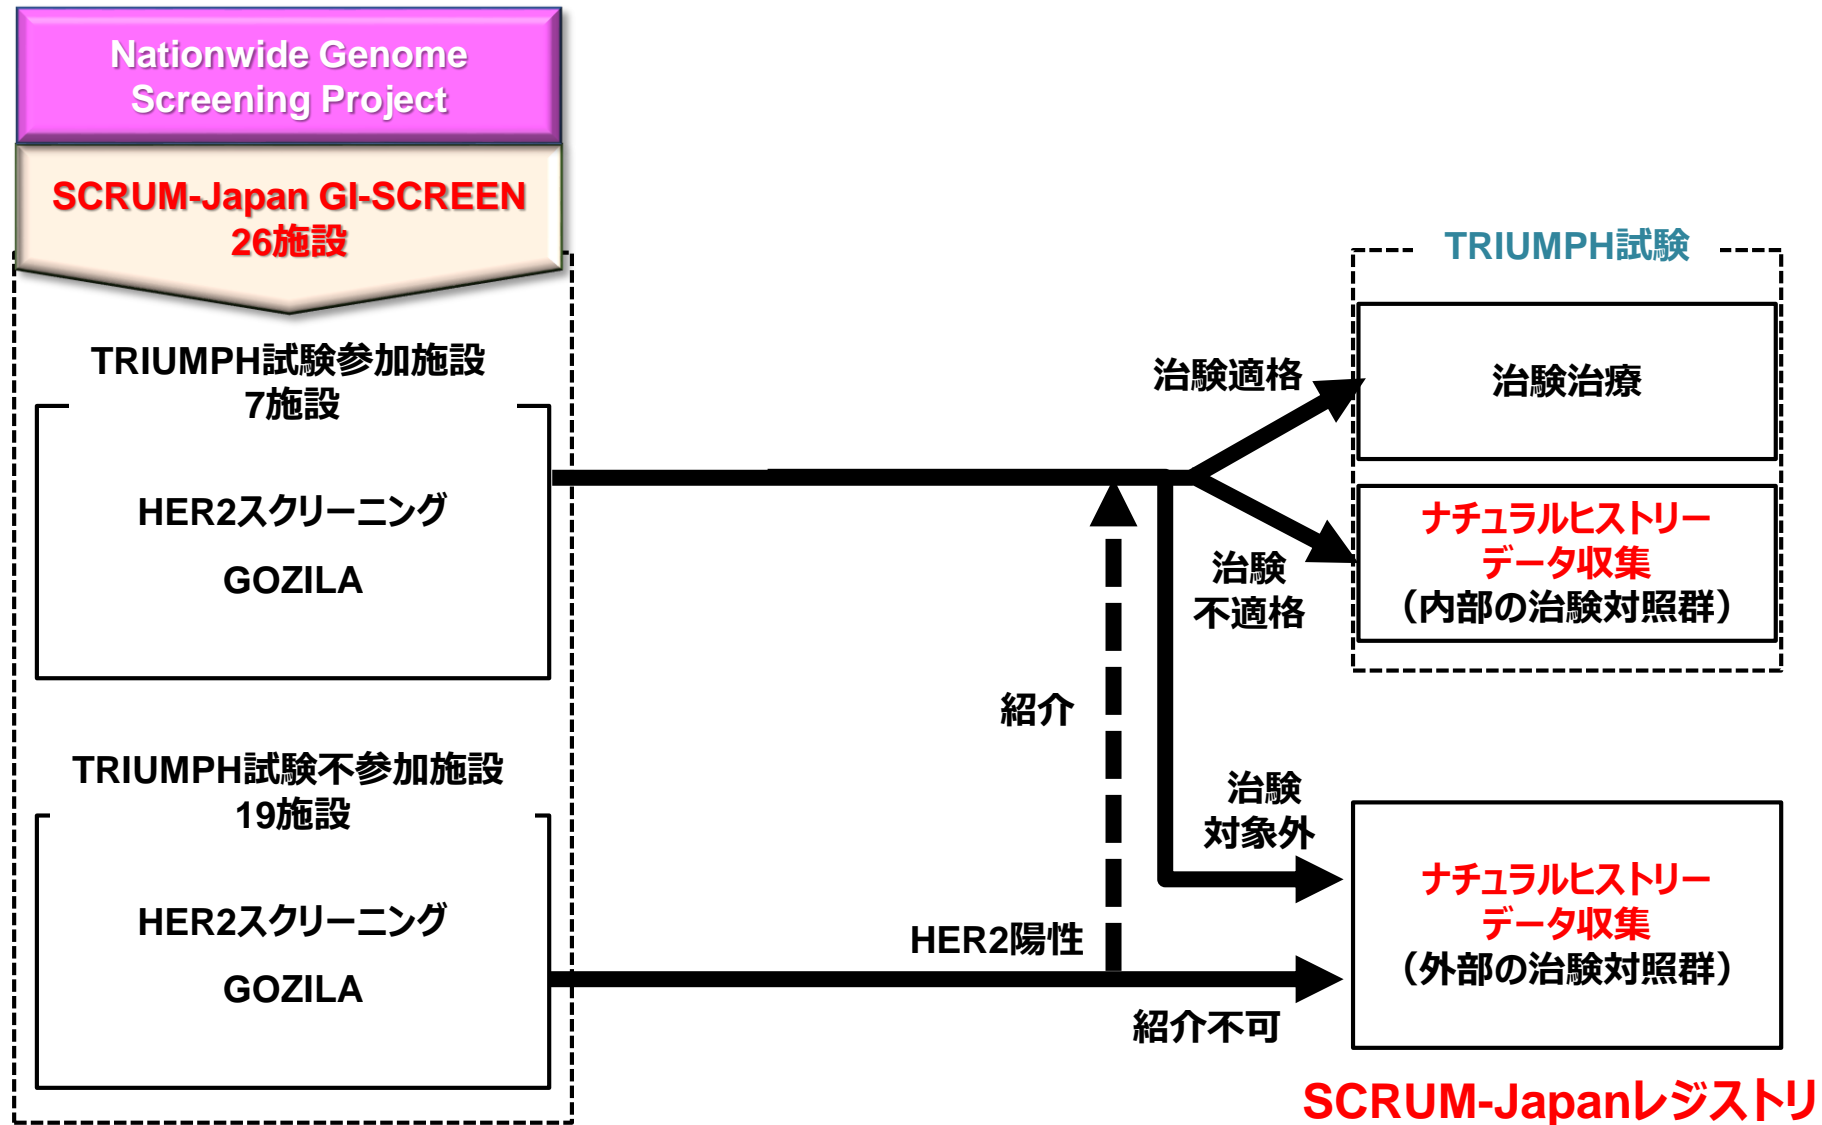 Nationwide Genome
Screening Project
SCRUM-Japan GI-SCREEN
26施設
TRIUMPH試験参加施設
7施設
HER2スクリーニング
GOZILA
TRIUMPH試験不参加施設
19施設
HER2スクリーニング
GOZILA
紹介
HER2陽性
紹介不可
治験適格
治験
不適格
治験
対象外
TRIUMPH試験
治験治療
ナチュラルヒストリー
データ収集
（内部の治験対照群）
ナチュラルヒストリー
データ収集
（外部の治験対照群）
SCRUM-Japanレジストリ